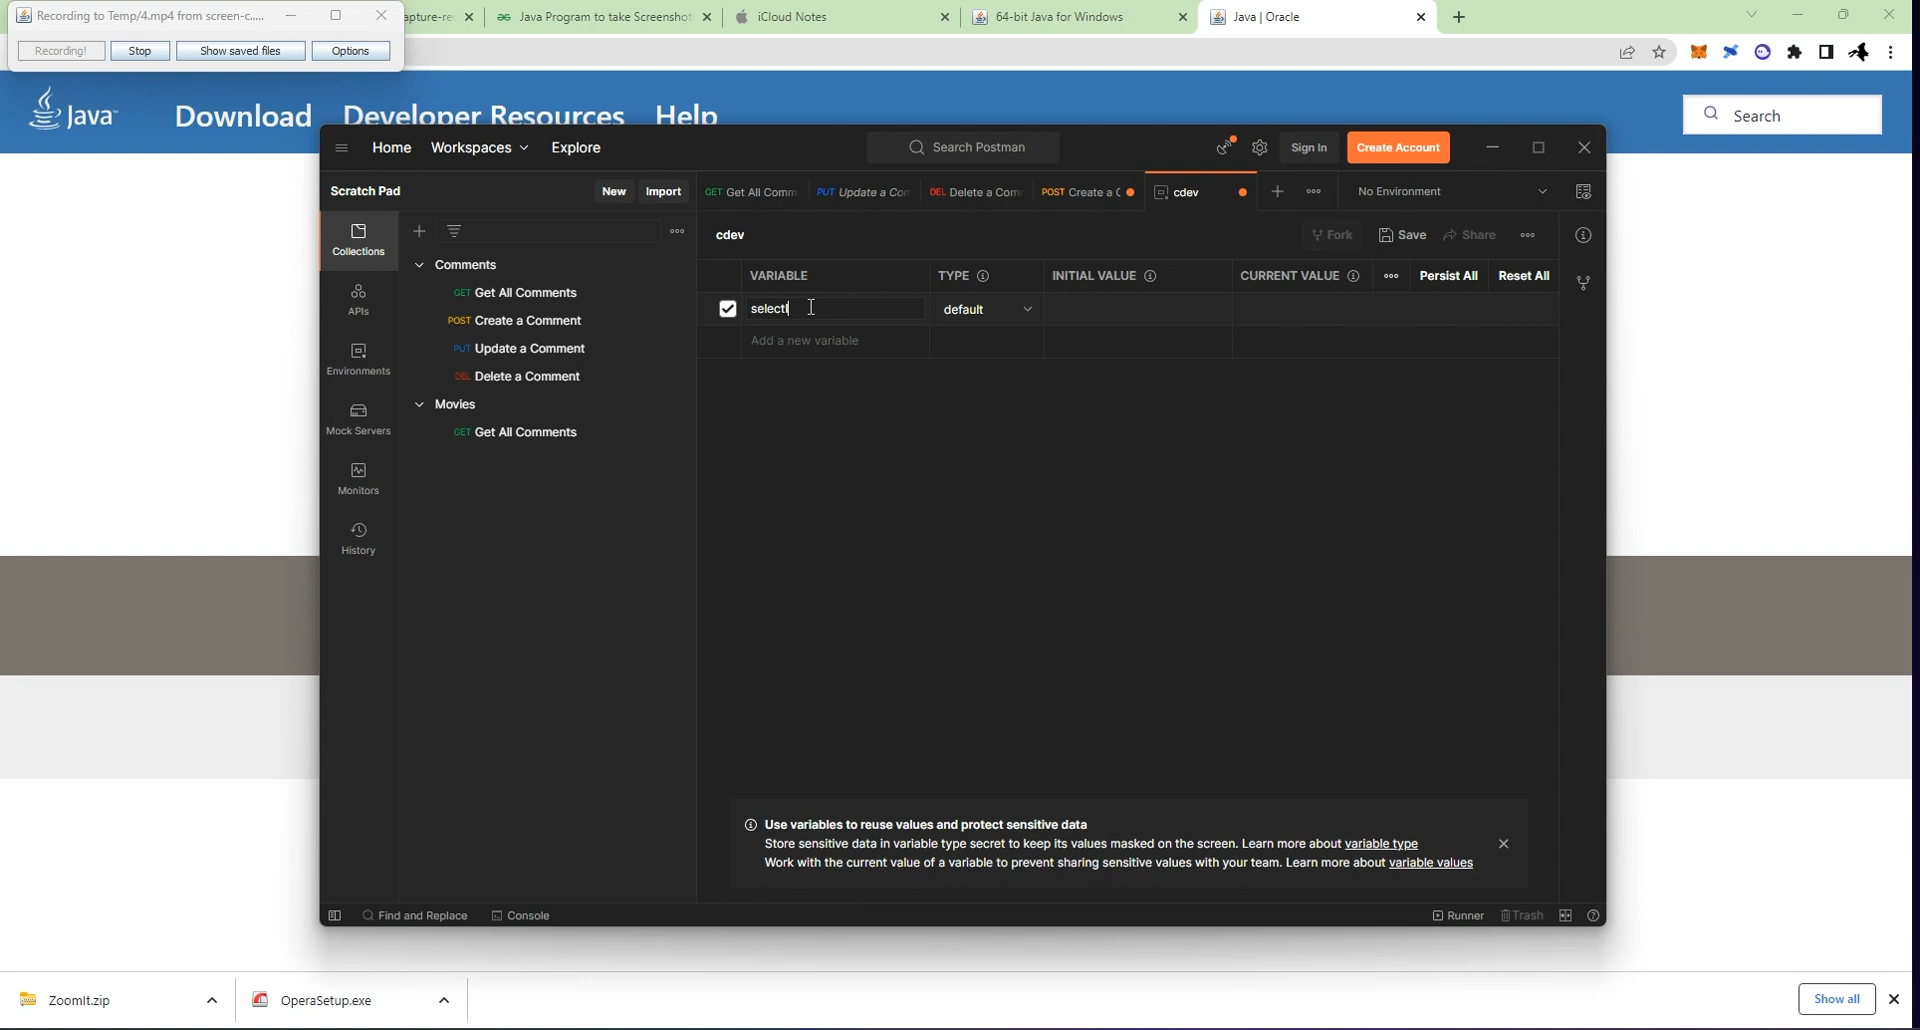 Recording to Temp/4.mp4 from screen-c.....
apture-re
Java Program to take Screenshot
iCloud Notes
64-bit Java for Windows
Java | Oracle
Recording!
Stop
Show saved files
Options
Java
Download
Developer Resources
Help
Search
Home
Workspaces
Explore
Search Postman
Sign In
Create Account
Scratch Pad
New
Import
GET Get All Comm
PUT Update a Con
DEL Delete a Com
POST Create a C
cdev
No Environment
Collections
APIs
Environments
Mock Servers
Monitors
History
Comments
GET Get All Comments
POST Create a Comment
PUT Update a Comment
DEL Delete a Comment
Movies
GET Get All Comments
cdev
Fork
Save
Share
VARIABLE
TYPE
INITIAL VALUE
CURRENT VALUE
Persist All
Reset All
default
Add a new variable
Use variables to reuse values and protect sensitive data
Store sensitive data in variable type secret to keep its values masked on the screen. Learn more about variable type
Work with the current value of a variable to prevent sharing sensitive values with your team. Learn more about variable values
Find and Replace
Console
Runner
Trash
ZoomIt.zip
OperaSetup.exe
Show all